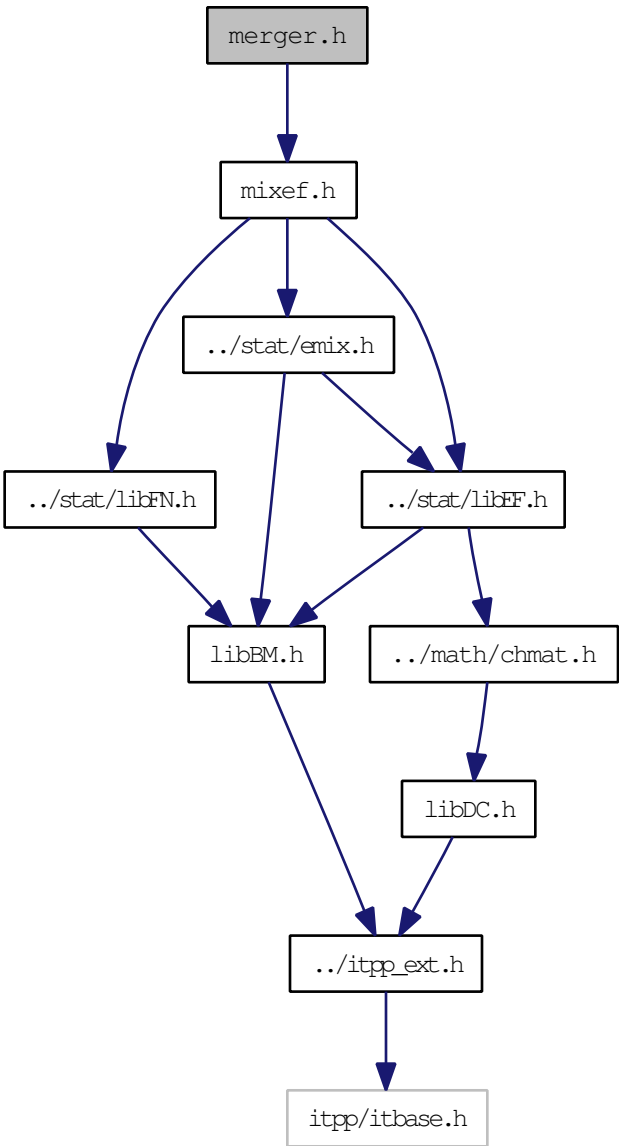 merger.h
mixef.h
../stat/emix.h
../stat/libFN.h
../stat/libEF.h
libBM.h
../math/chmat.h
libDC.h
../itpp_ext.h
itpp/itbase.h